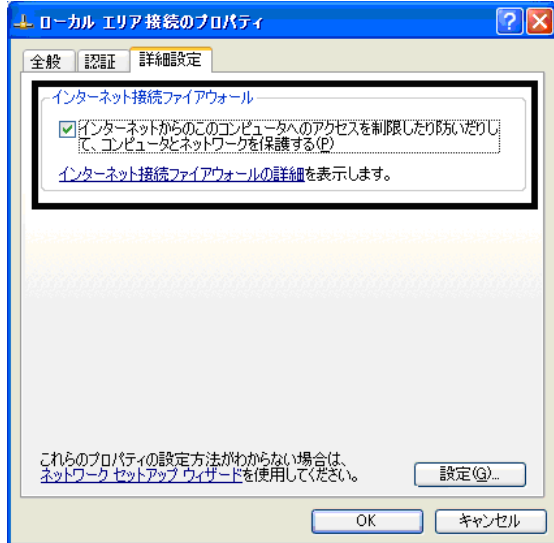 ローカル エリア接続のプロパティ
全般 認証 詳細設定
インターネット接続ファイアウォール
インターネットからのこのコンピュータへのアクセスを制限したり防いだりし
て、コンピュータとネットワークを保護する(P)
インターネット接続ファイアウォールの詳細を表示します。
これらのプロパティの設定方法がわからない場合は、
ネットワーク セットアップ ウィザードを使用してください。
設定(G)...
OK キャンセル